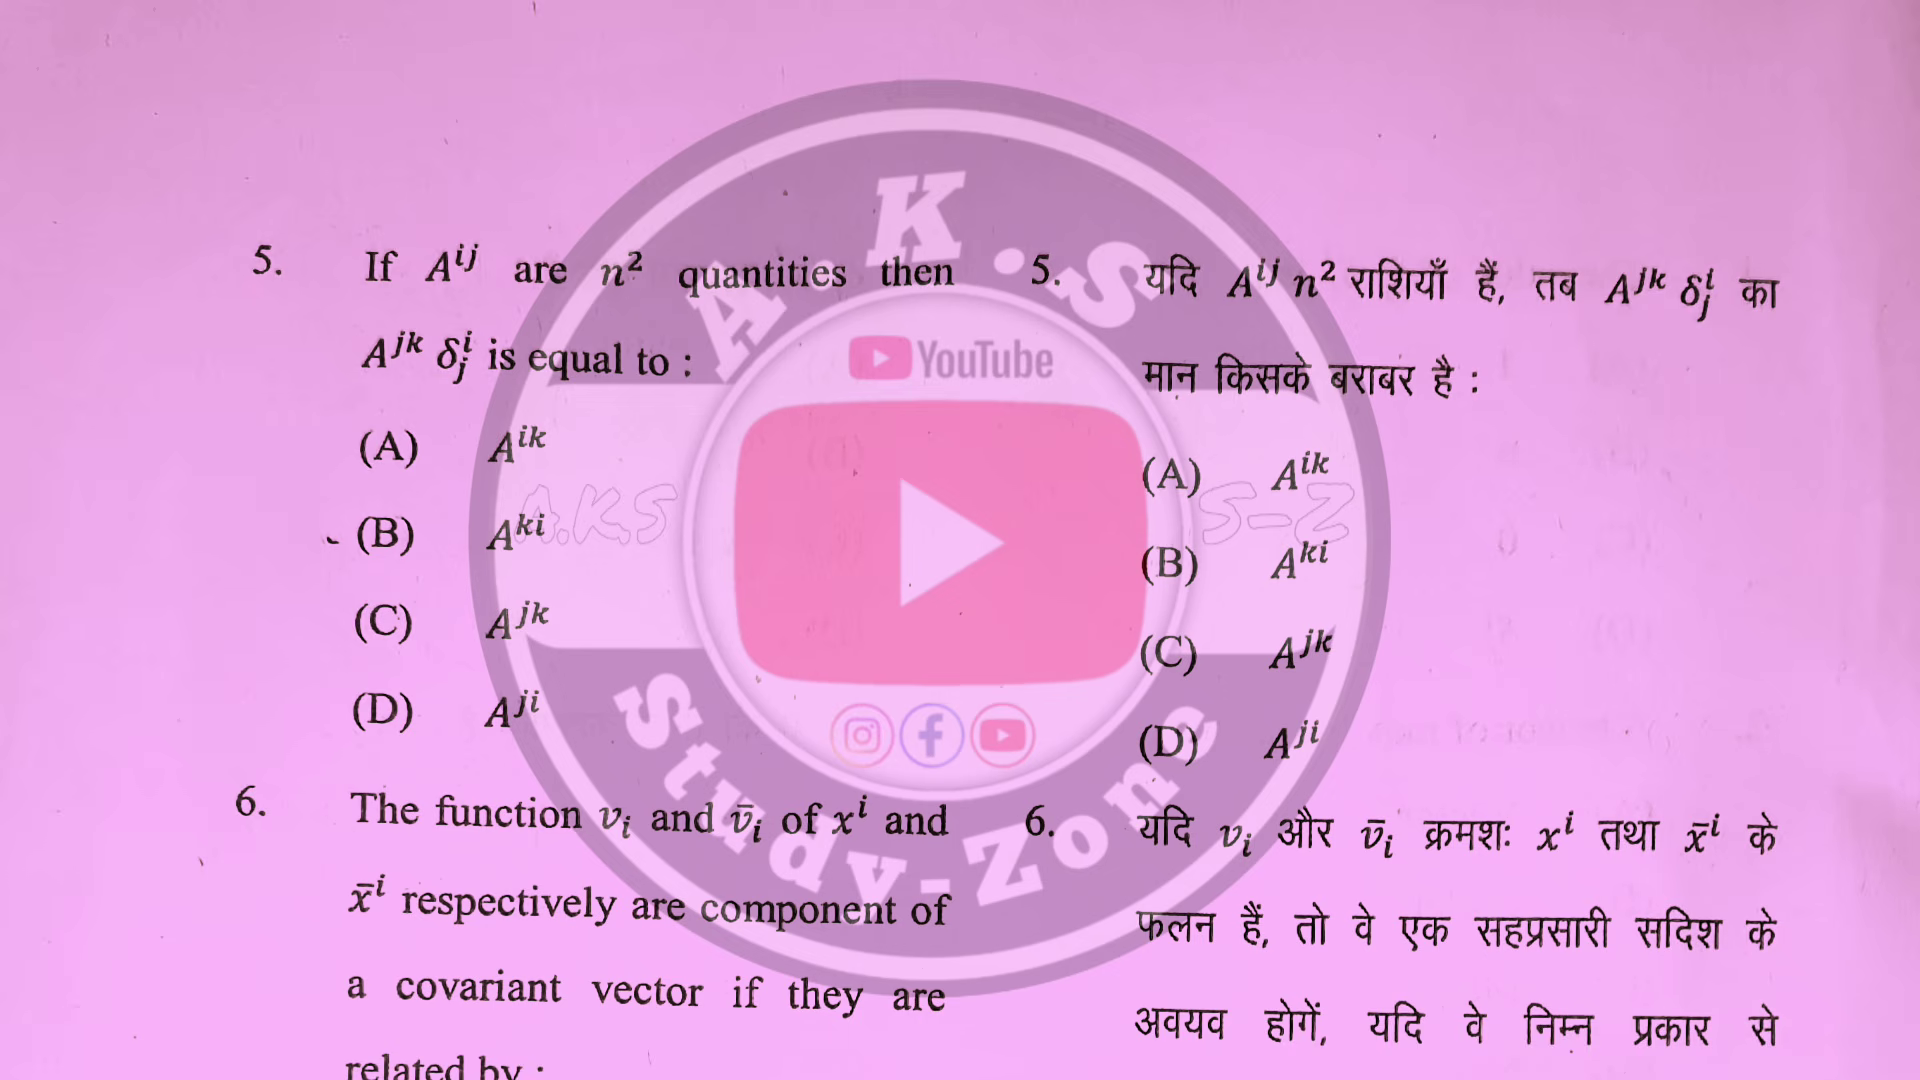 5. If A^{ij} are n² quantities then
A^{jk} δ^i_j is equal to :
(A) A^{ik}
(B) A^{ki}
(C) A^{jk}
(D) A^{ji}
6. The function v_i and v̄_i of x^i and
x̄^i respectively are component of
a covariant vector if they are
related by :
5. यदि A^{ij} n² राशियाँ हैं, तब A^{jk} δ^i_j का
मान किसके बराबर है :
(A) A^{ik}
(B) A^{ki}
(C) A^{jk}
(D) A^{ji}
6. यदि v_i और v̄_i क्रमशः x^i तथा x̄^i के
फलन हैं, तो वे एक सहप्रसारी सदिश के
अवयव होगें, यदि वे निम्न प्रकार से
A.K.S
YouTube
A.K.S S-Z
Study-Zone